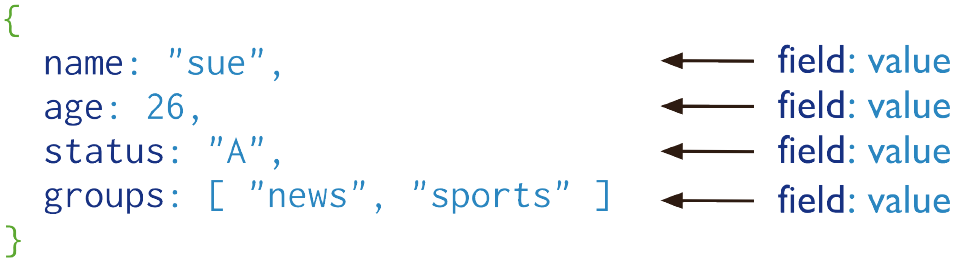 {
name: "sue", field: value
age: 26, field: value
status: "A", field: value
groups: [ "news", "sports" ] field: value
}